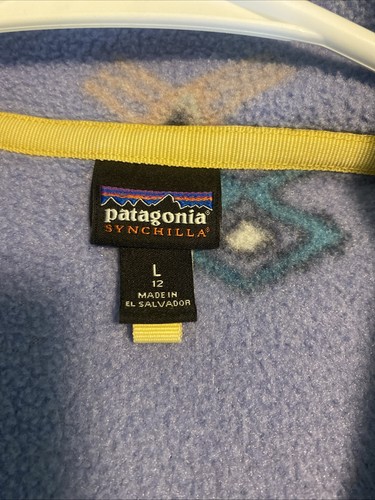 patagonia®
SYNCHILLA®
L
12
MADE IN
EL SALVADOR